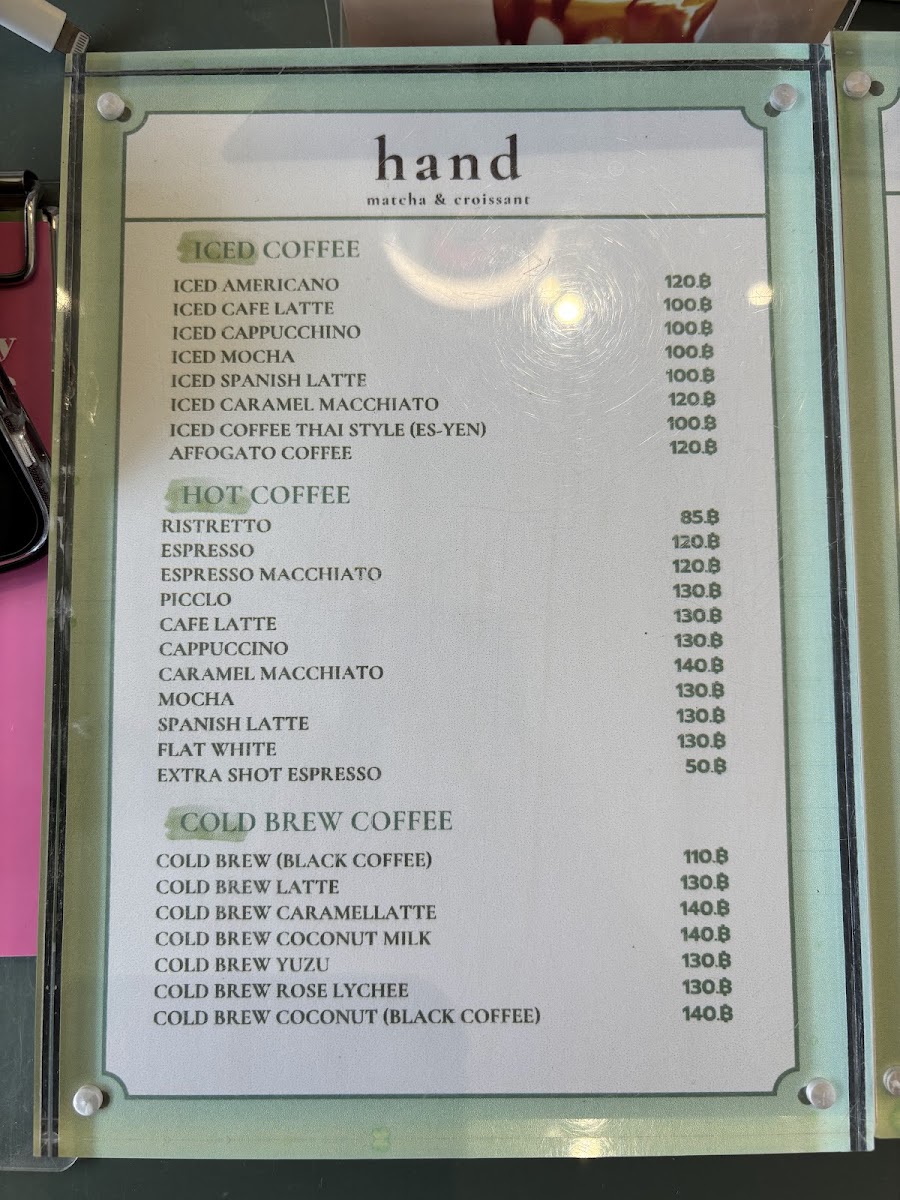 hand
matcha & croissant
ICED COFFEE
ICED AMERICANO 120.฿
ICED CAFE LATTE 100.฿
ICED CAPPUCCHINO 100.฿
ICED MOCHA 100.฿
ICED SPANISH LATTE 100.฿
ICED CARAMEL MACCHIATO 120.฿
ICED COFFEE THAI STYLE (ES-YEN) 100.฿
AFFOGATO COFFEE 120.฿
HOT COFFEE
RISTRETTO 85.฿
ESPRESSO 120.฿
ESPRESSO MACCHIATO 120.฿
PICCLO 130.฿
CAFE LATTE 130.฿
CAPPUCCINO 130.฿
CARAMEL MACCHIATO 140.฿
MOCHA 130.฿
SPANISH LATTE 130.฿
FLAT WHITE 130.฿
EXTRA SHOT ESPRESSO 50.฿
COLD BREW COFFEE
COLD BREW (BLACK COFFEE) 110.฿
COLD BREW LATTE 130.฿
COLD BREW CARAMELLATTE 140.฿
COLD BREW COCONUT MILK 140.฿
COLD BREW YUZU 130.฿
COLD BREW ROSE LYCHEE 130.฿
COLD BREW COCONUT (BLACK COFFEE) 140.฿